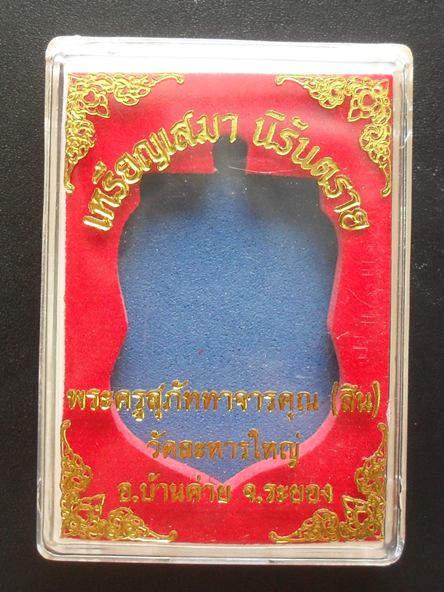 เหรียญเสมา นิรันตราย
พระครูสุภัททาจารคุณ (สิน)
วัดละหารใหญ่
อ.บ้านค่าย จ.ระยอง